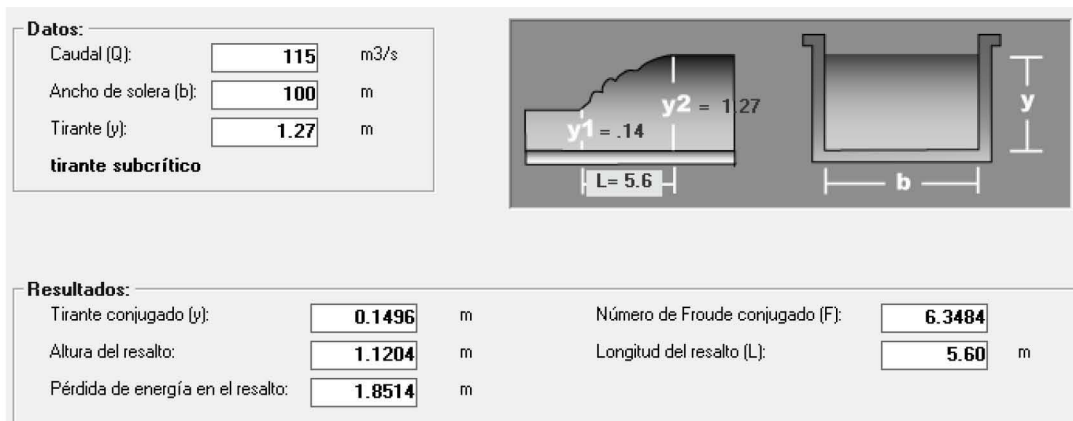 Datos:
Caudal (Q): 115 m3/s
Ancho de solera (b): 100 m
Tirante (y): 1.27 m
tirante subcrítico
y1 = .14
y2 = 1.27
L= 5.6
b
y
Resultados:
Tirante conjugado (y): 0.1496 m
Número de Froude conjugado (F): 6.3484
Altura del resalto: 1.1204 m
Longitud del resalto (L): 5.60 m
Pérdida de energía en el resalto: 1.8514 m